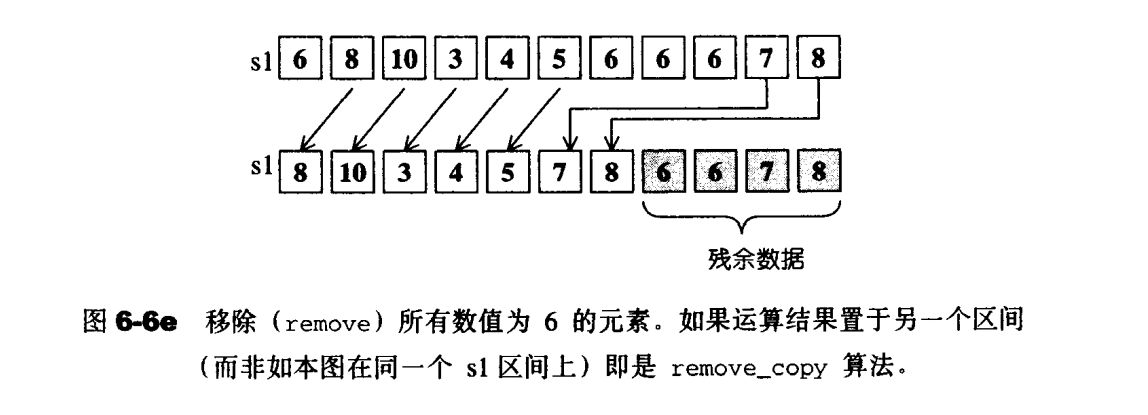 s1 6 8 10 3 4 5 6 6 6 7 8
s1 8 10 3 4 5 7 8 6 6 7 8
残余数据
图 6-6e 移除（remove）所有数值为 6 的元素。如果运算结果置于另一个区间
（而非如本图在同一个 s1 区间上）即是 remove_copy 算法。